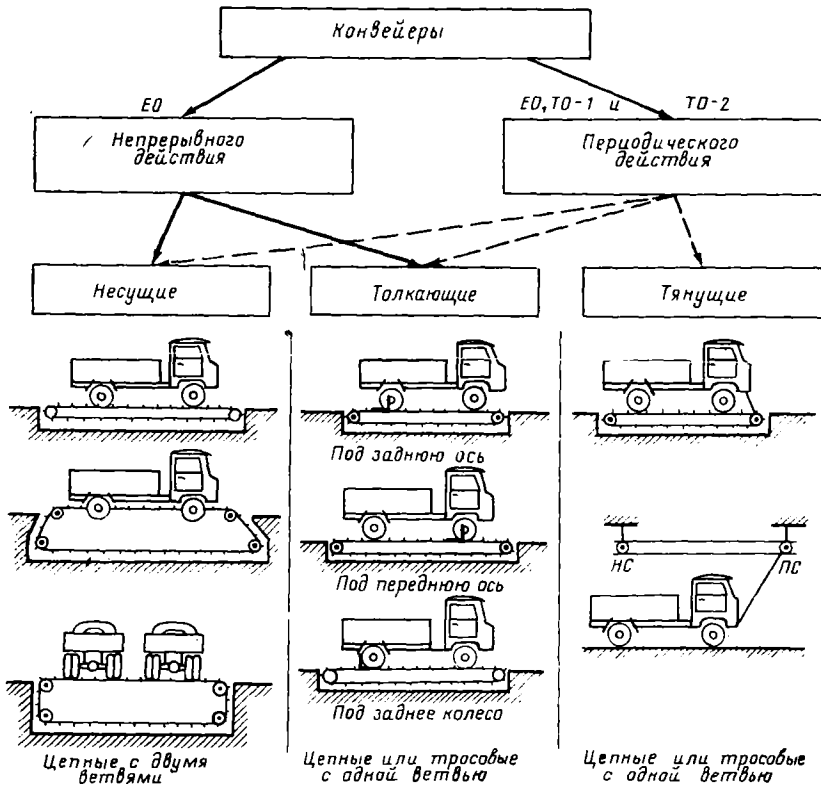 Конвейеры
ЕО
ЕО, ТО-1 и ТО-2
Непрерывного
действия
Периодического
действия
Несущие
Толкающие
Тянущие
Под заднюю ось
Под переднюю ось
НС
ПС
Под заднее колесо
Цепные с двумя
ветвями
Цепные или тросовые
с одной ветвью
Цепные или тросовые
с одной ветвью